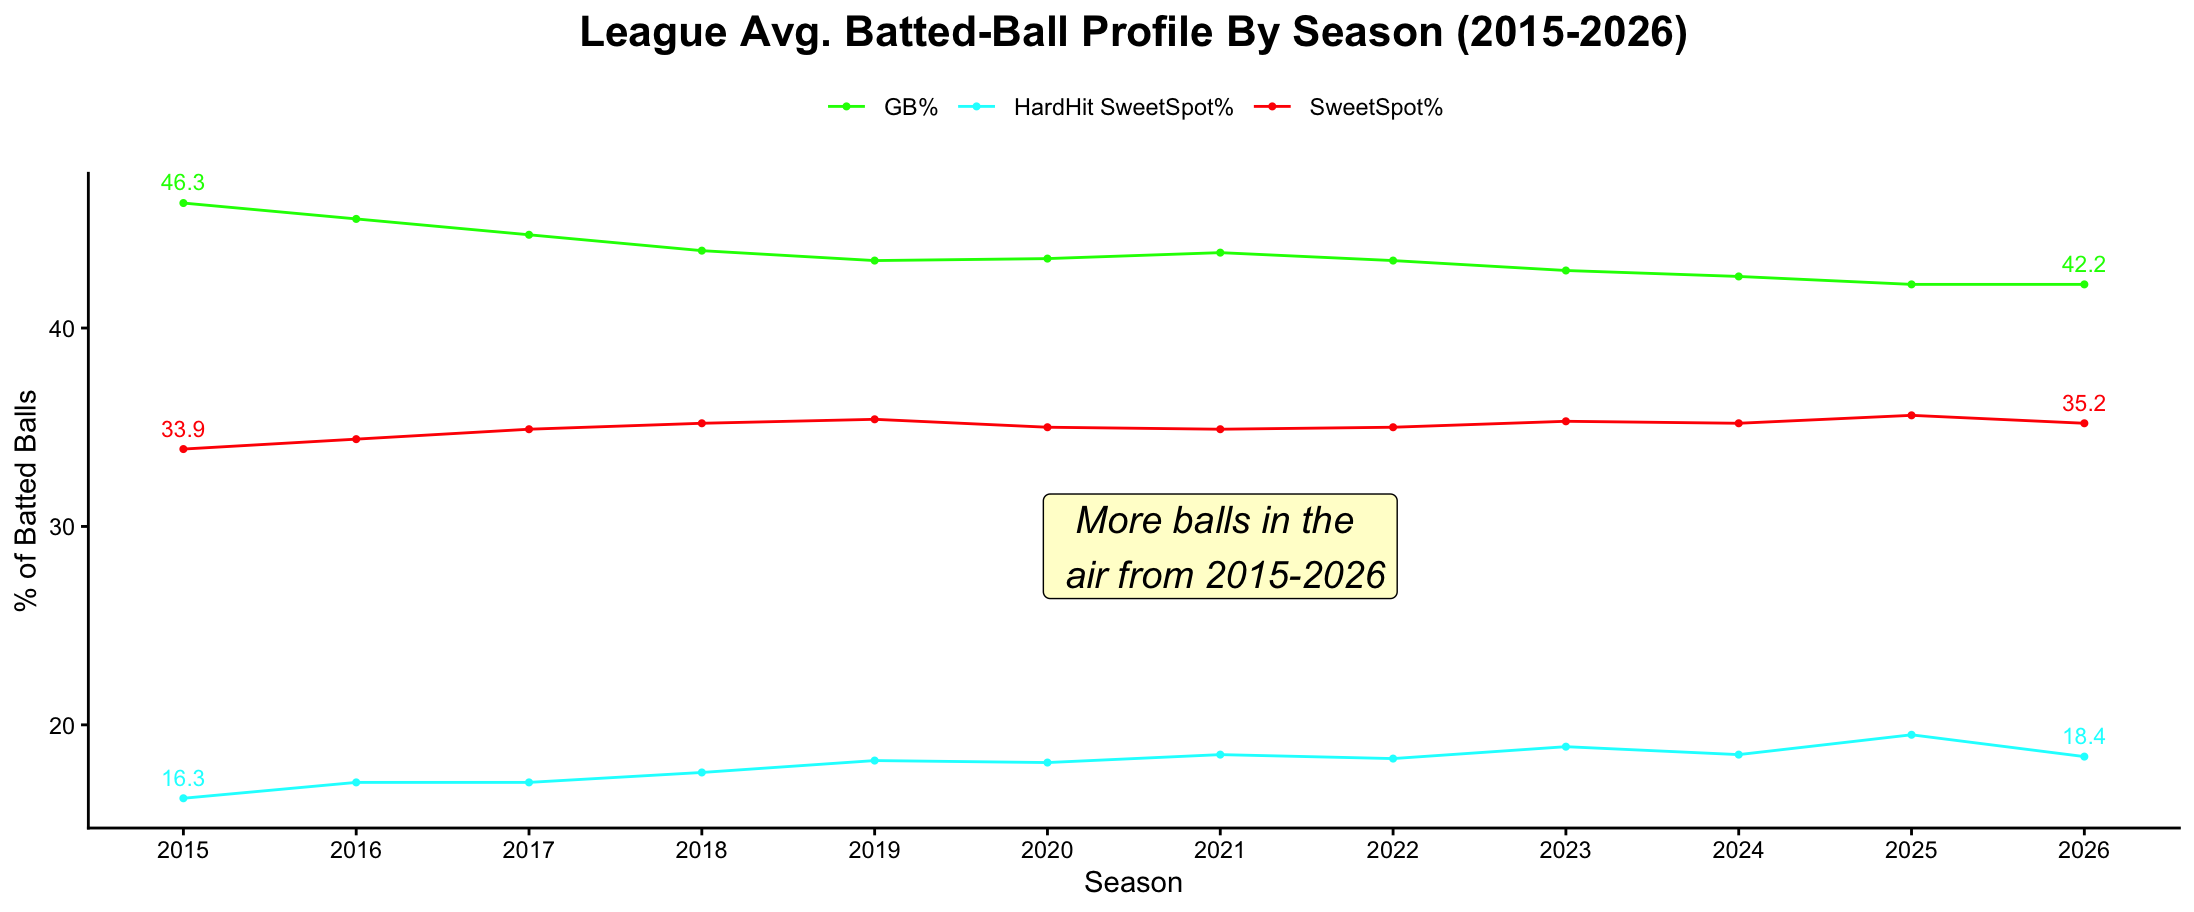 League Avg. Batted-Ball Profile By Season (2015-2026)
GB% HardHit SweetSpot% SweetSpot%
46.3
42.2
40
35.2
33.9
% of Batted Balls
30
More balls in the
air from 2015-2026
20
18.4
16.3
2015 2016 2017 2018 2019 2020 2021 2022 2023 2024 2025 2026
Season